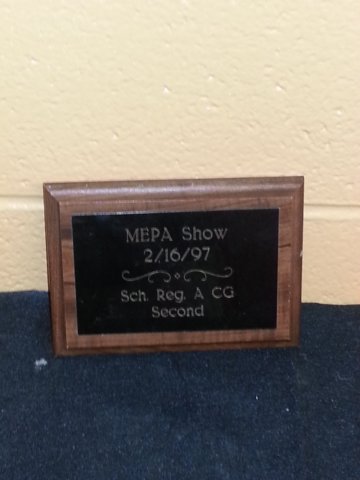 MEPA Show
2/16/97
Sch. Reg. A CG
Second